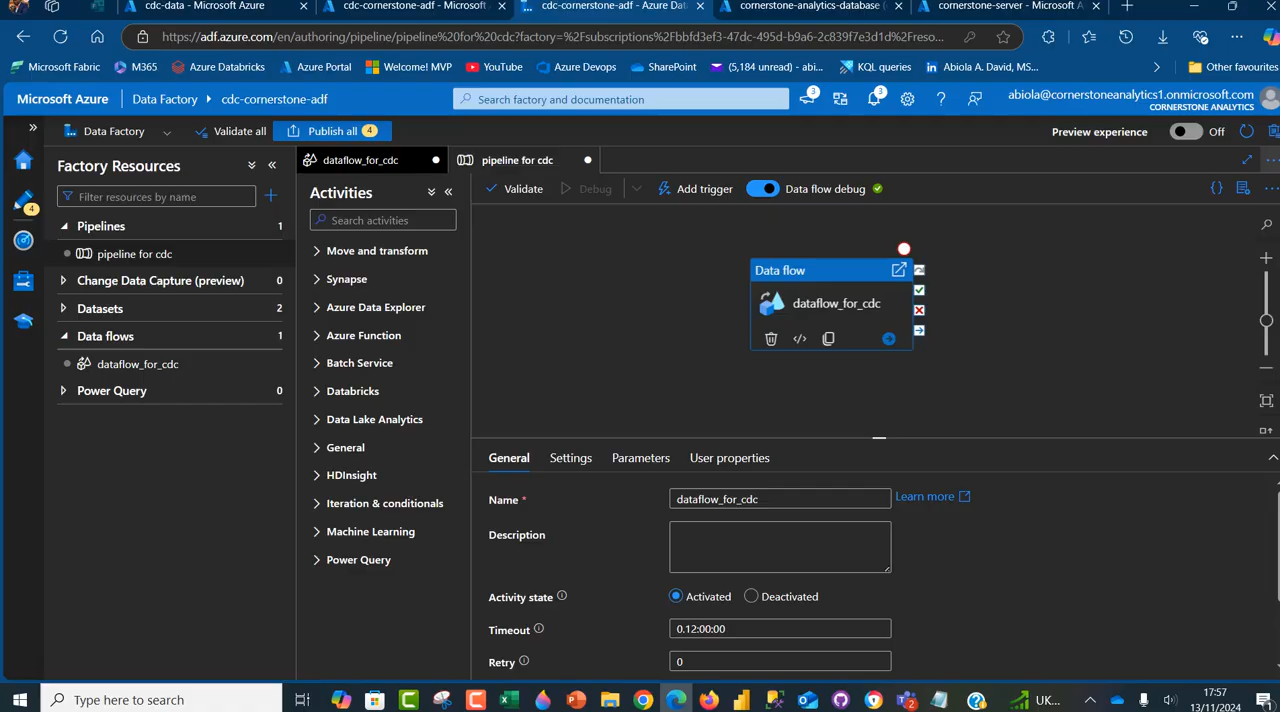 cdc-data - Microsoft Azure
cdc-cornerstone-adf - Microsoft A
cdc-cornerstone-adf - Azure Dat
cornerstone-analytics-database (
cornerstone-server - Microsoft A
https://adf.azure.com/en/authoring/pipeline/pipeline%20for%20cdc?factory=%2Fsubscriptions%2Fbbfd3ef3-47dc-495d-b9a6-2c839f7e3d1d%2Freso...
Microsoft Fabric
M365
Azure Databricks
Azure Portal
Welcome! MVP
YouTube
Azure Devops
SharePoint
(5,184 unread) - abi...
KQL queries
Abiola A. David, MS...
Other favourites
Microsoft Azure
Data Factory
cdc-cornerstone-adf
Search factory and documentation
3
3
abiola@cornerstoneanalytics1.onmicrosoft.com
CORNERSTONE ANALYTICS
Data Factory
Validate all
Publish all 4
Preview experience
Off
4
Factory Resources
Filter resources by name
Pipelines 1
pipeline for cdc
Change Data Capture (preview) 0
Datasets 2
Data flows 1
dataflow_for_cdc
Power Query 0
dataflow_for_cdc
pipeline for cdc
Activities
Search activities
Move and transform
Synapse
Azure Data Explorer
Azure Function
Batch Service
Databricks
Data Lake Analytics
General
HDInsight
Iteration & conditionals
Machine Learning
Power Query
Validate
Debug
Add trigger
Data flow debug
Data flow
dataflow_for_cdc
General
Settings
Parameters
User properties
Name *
dataflow_for_cdc
Learn more
Description
Activity state
Activated
Deactivated
Timeout
0.12:00:00
Retry
0
Type here to search
2
UK...
17:57
13/11/2024
1